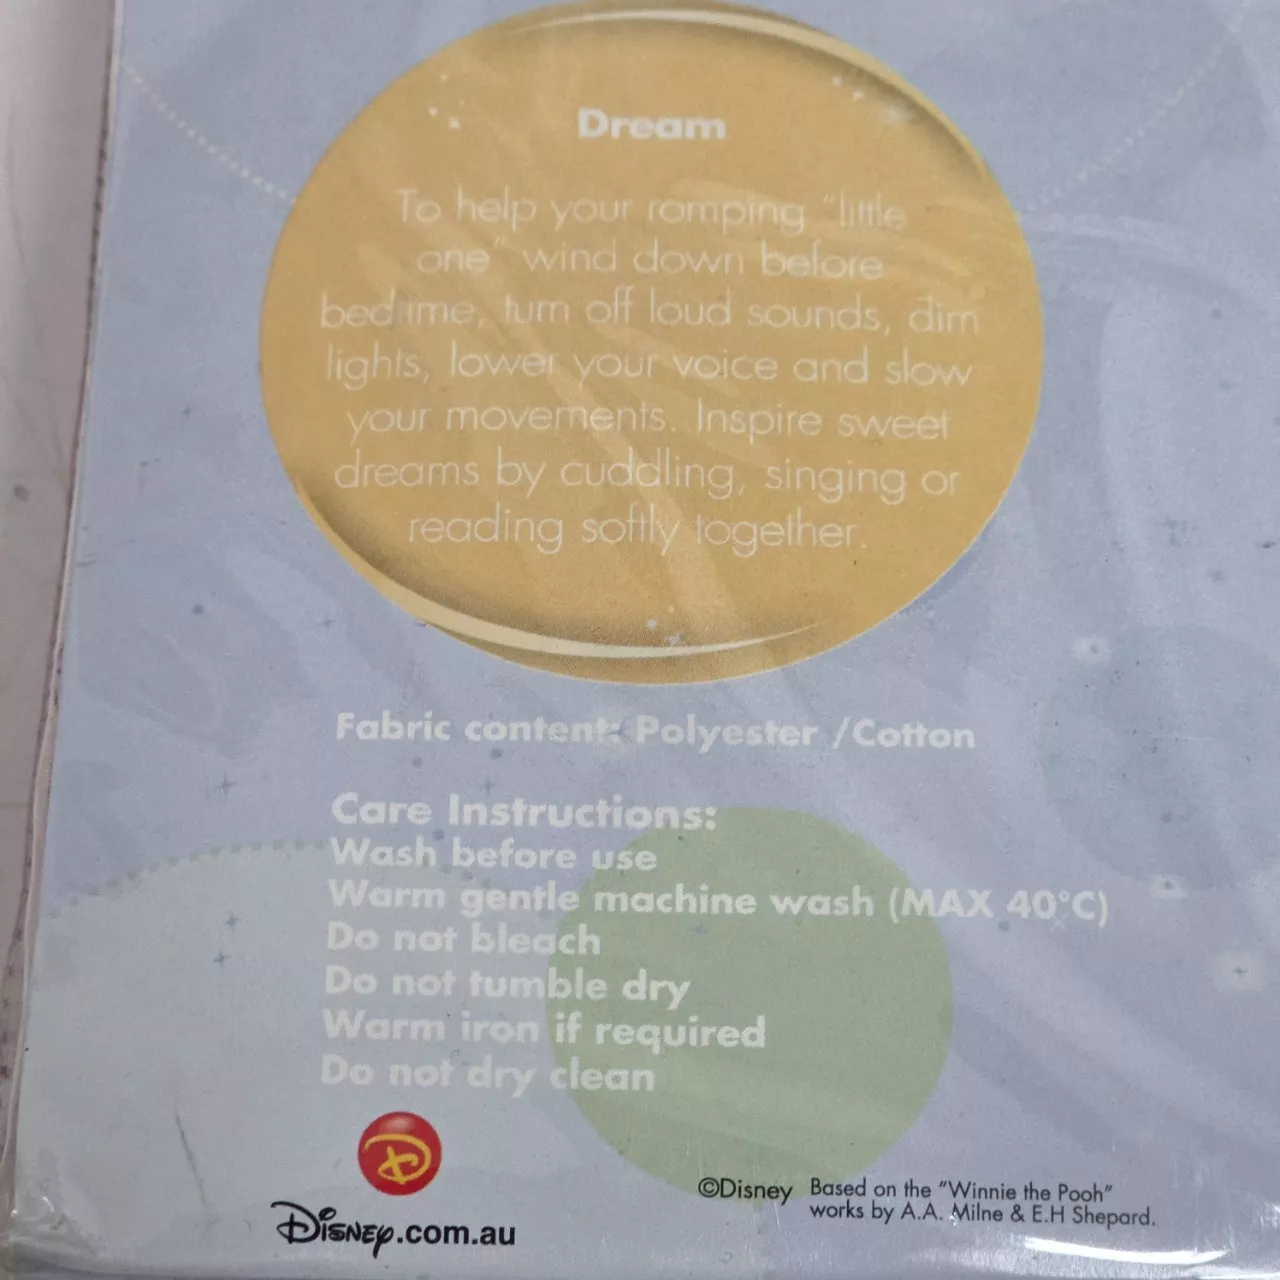 Dream
To help your romping "little
one" wind down before
bedtime, turn off loud sounds, dim
lights, lower your voice and slow
your movements. Inspire sweet
dreams by cuddling, singing or
reading softly together.
Fabric content: Polyester /Cotton
Care Instructions:
Wash before use
Warm gentle machine wash (MAX 40°C)
Do not bleach
Do not tumble dry
Warm iron if required
Do not dry clean
D
Disney.com.au
©Disney Based on the "Winnie the Pooh"
works by A.A. Milne & E.H Shepard.